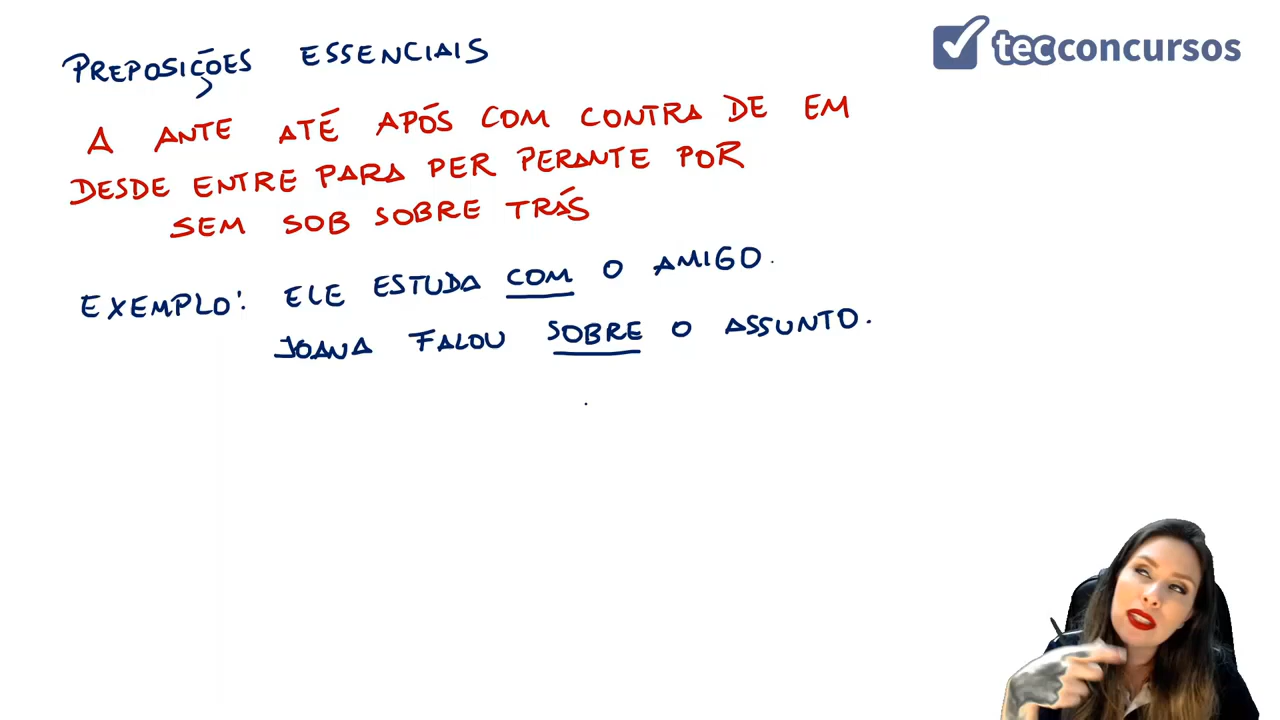 PREPOSIÇÕES ESSENCIAIS
tecconcursos
A ANTE ATÉ APÓS COM CONTRA DE EM
DESDE ENTRE PARA PER PERANTE POR
SEM SOB SOBRE TRÁS
EXEMPLO: ELE ESTUDA COM O AMIGO.
JOANA FALOU SOBRE O ASSUNTO.